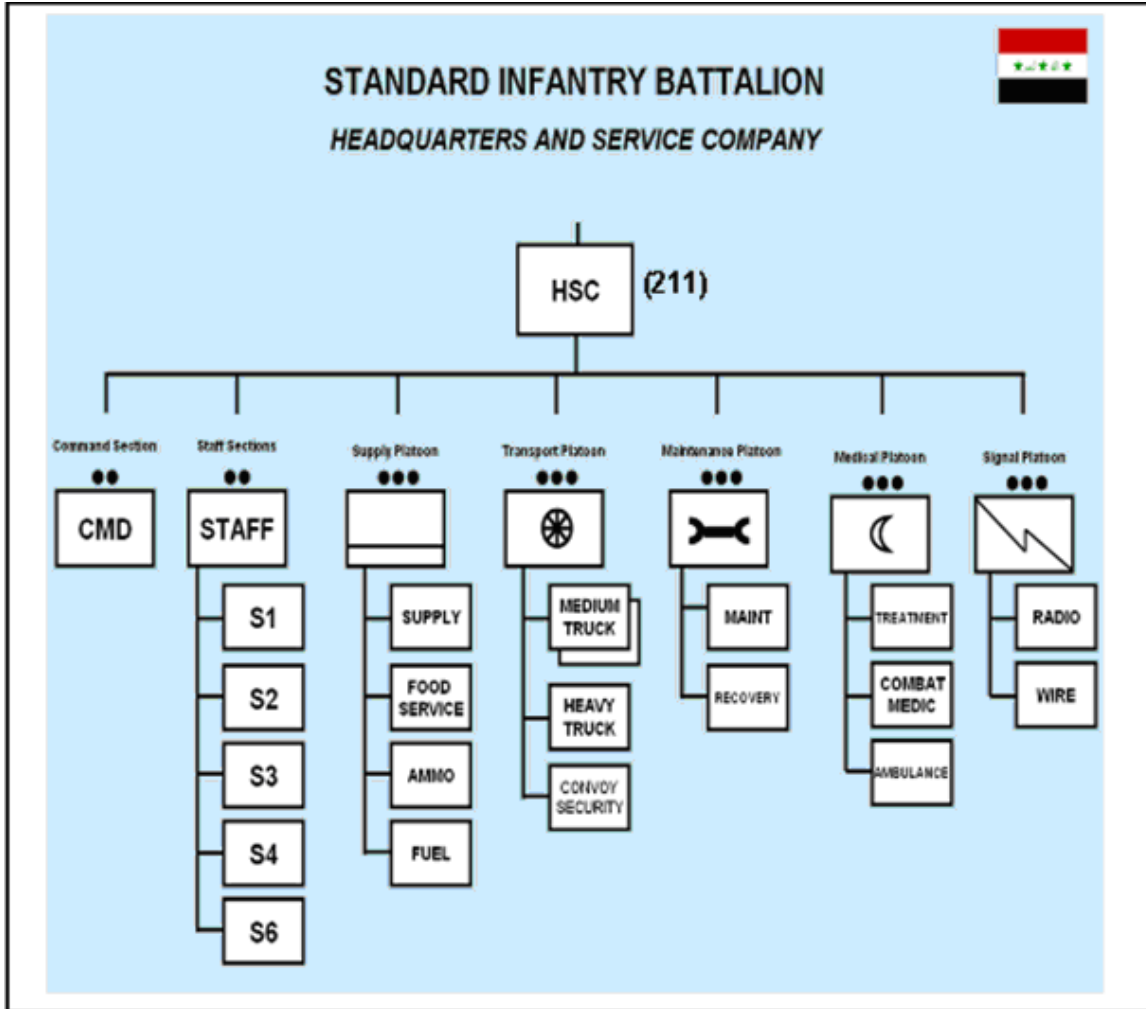 STANDARD INFANTRY BATTALION
HEADQUARTERS AND SERVICE COMPANY
HSC
(211)
Command Section
Staff Sections
Supply Platoon
Transport Platoon
Maintenance Platoon
Medical Platoon
Signal Platoon
CMD
STAFF
S1
S2
S3
S4
S6
SUPPLY
FOOD
SERVICE
AMMO
FUEL
MEDIUM
TRUCK
HEAVY
TRUCK
CONVOY
SECURITY
MAINT
RECOVERY
TREATMENT
COMBAT
MEDIC
AMBULANCE
RADIO
WIRE